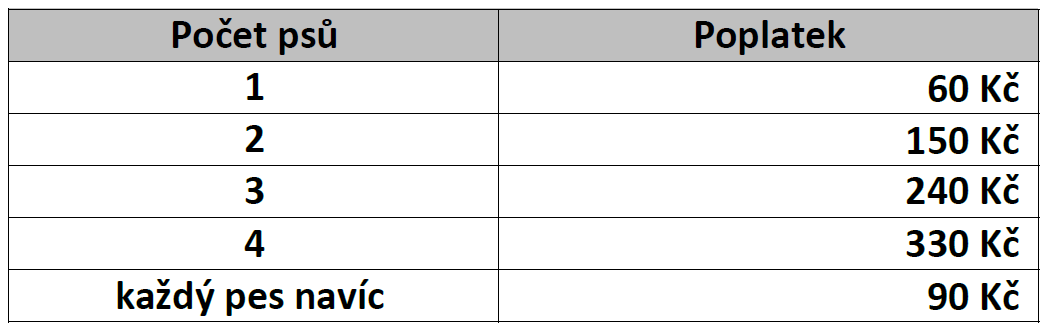 Počet psů Poplatek
1 60 Kč
2 150 Kč
3 240 Kč
4 330 Kč
každý pes navíc 90 Kč